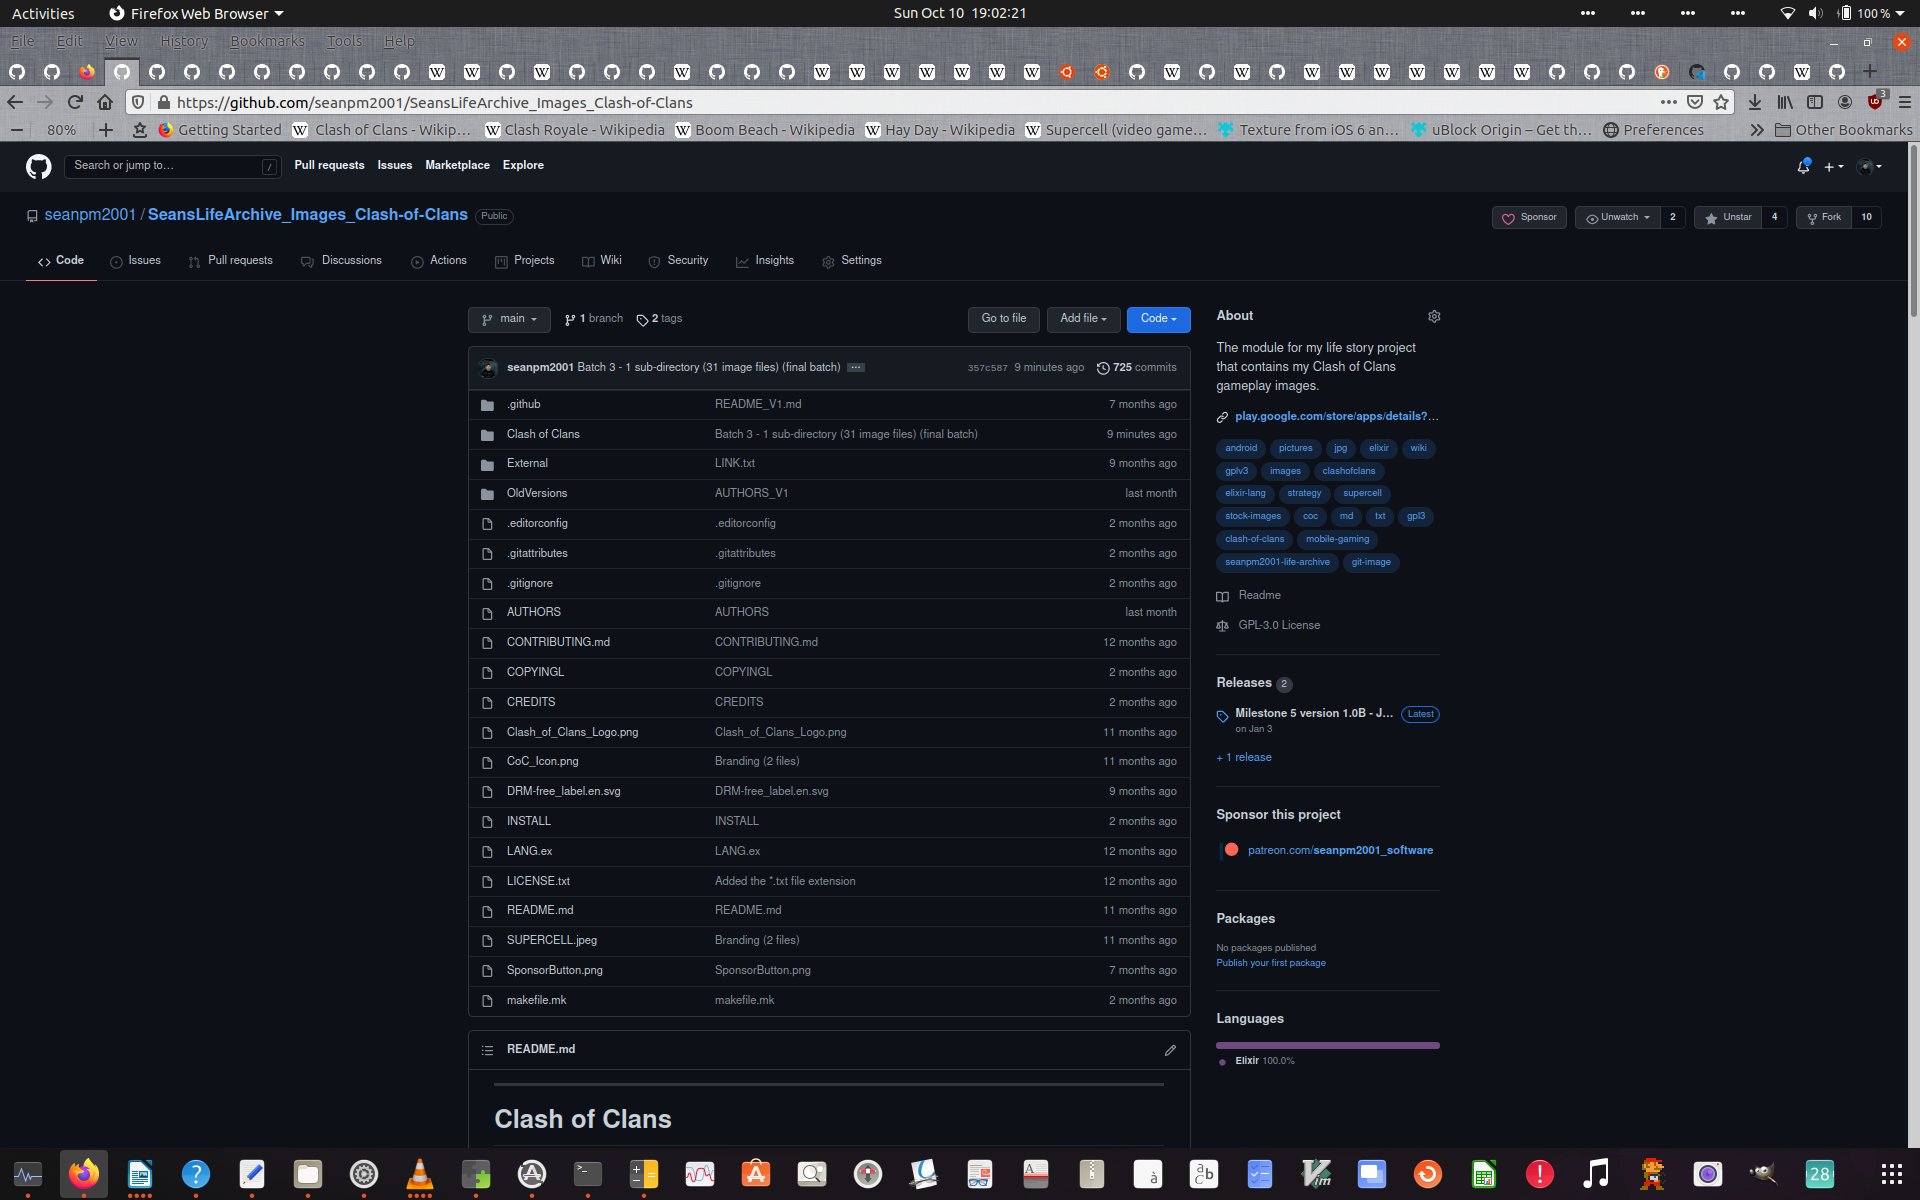 Activities Firefox Web Browser Sun Oct 10 19:02:21 100 %
File Edit View History Bookmarks Tools Help
https://github.com/seanpm2001/SeansLifeArchive_Images_Clash-of-Clans 3
80% Getting Started Clash of Clans - Wikip… Clash Royale - Wikipedia Boom Beach - Wikipedia Hay Day - Wikipedia Supercell (video game… Texture from iOS 6 an… uBlock Origin – Get th… Preferences Other Bookmarks
Search or jump to… / Pull requests Issues Marketplace Explore
seanpm2001 / SeansLifeArchive_Images_Clash-of-Clans Public Sponsor Unwatch 2 Unstar 4 Fork 10
Code Issues Pull requests Discussions Actions Projects Wiki Security Insights Settings
main 1 branch 2 tags Go to file Add file Code
seanpm2001 Batch 3 - 1 sub-directory (31 image files) (final batch) … 357c587 9 minutes ago 725 commits
.github README_V1.md 7 months ago
Clash of Clans Batch 3 - 1 sub-directory (31 image files) (final batch) 9 minutes ago
External LINK.txt 9 months ago
OldVersions AUTHORS_V1 last month
.editorconfig .editorconfig 2 months ago
.gitattributes .gitattributes 2 months ago
.gitignore .gitignore 2 months ago
AUTHORS AUTHORS last month
CONTRIBUTING.md CONTRIBUTING.md 12 months ago
COPYINGL COPYINGL 2 months ago
CREDITS CREDITS 2 months ago
Clash_of_Clans_Logo.png Clash_of_Clans_Logo.png 11 months ago
CoC_Icon.png Branding (2 files) 11 months ago
DRM-free_label.en.svg DRM-free_label.en.svg 9 months ago
INSTALL INSTALL 2 months ago
LANG.ex LANG.ex 12 months ago
LICENSE.txt Added the *.txt file extension 12 months ago
README.md README.md 11 months ago
SUPERCELL.jpeg Branding (2 files) 11 months ago
SponsorButton.png SponsorButton.png 7 months ago
makefile.mk makefile.mk 2 months ago
README.md
Clash of Clans
About
The module for my life story project
that contains my Clash of Clans
gameplay images.
play.google.com/store/apps/details?…
android pictures jpg elixir wiki
gplv3 images clashofclans
elixir-lang strategy supercell
stock-images coc md txt gpl3
clash-of-clans mobile-gaming
seanpm2001-life-archive git-image
Readme
GPL-3.0 License
Releases 2
Milestone 5 version 1.0B - J… Latest
on Jan 3
+ 1 release
Sponsor this project
patreon.com/seanpm2001_software
Packages
No packages published
Publish your first package
Languages
Elixir 100.0%
28